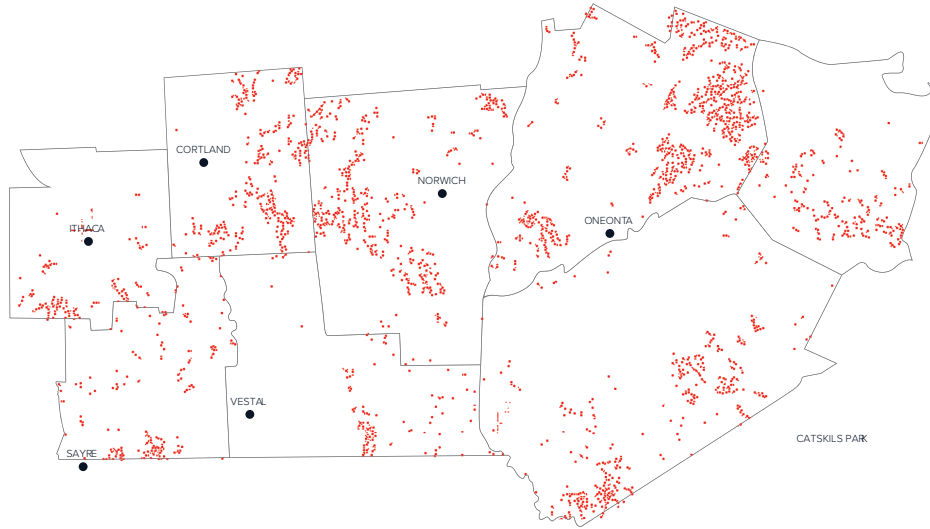 CORTLAND
NORWICH
ITHACA
ONEONTA
VESTAL
CATSKILS PARK
SAYRE